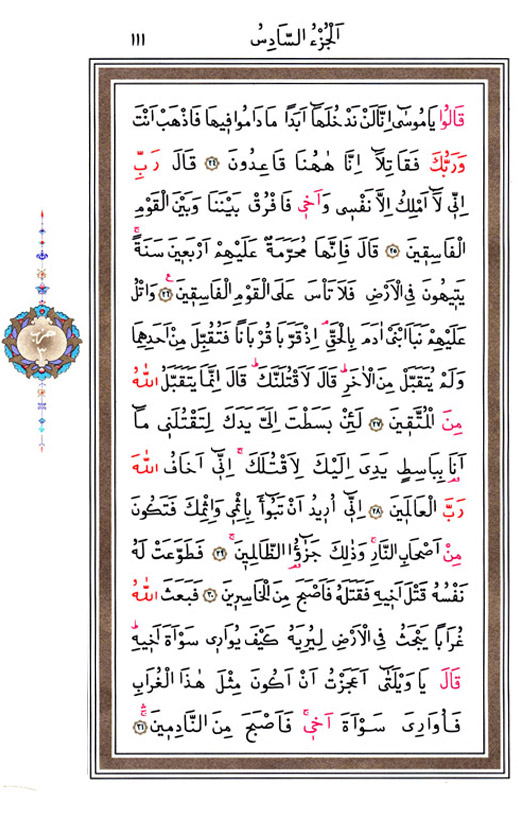 اَلْجُزْءُ السَّادِسُ ١١١
قَالُوا يَامُوسٰٓى اِنَّا لَنْ نَدْخُلَهَٓا اَبَدًا مَا دَامُوا فٖيهَا فَاذْهَبْ اَنْتَ
وَرَبُّكَ فَقَاتِلَٓا اِنَّا هٰهُنَا قَاعِدُونَ ﴿٢٤﴾ قَالَ رَبِّ
اِنّٖى لَٓا اَمْلِكُ اِلَّا نَفْسٖى وَاَخٖى فَافْرُقْ بَيْنَنَا وَبَيْنَ الْقَوْمِ
الْفَاسِقٖينَ ﴿٢٥﴾ قَالَ فَاِنَّهَا مُحَرَّمَةٌ عَلَيْهِمْ اَرْبَعٖينَ سَنَةًۚ
يَتٖيهُونَ فِى الْاَرْضِ فَلَا تَاْسَ عَلَى الْقَوْمِ الْفَاسِقٖينَ ﴿٢٦﴾ وَاتْلُ
عَلَيْهِمْ نَبَاَ ابْنَىْ اٰدَمَ بِالْحَقِّۘ اِذْ قَرَّبَا قُرْبَانًا فَتُقُبِّلَ مِنْ اَحَدِهِمَا
وَلَمْ يُتَقَبَّلْ مِنَ الْاٰخَرِؕ قَالَ لَاَقْتُلَنَّكَؕ قَالَ اِنَّمَا يَتَقَبَّلُ اللّٰهُ
مِنَ الْمُتَّقٖينَ ﴿٢٧﴾ لَئِنْ بَسَطْتَ اِلَىَّ يَدَكَ لِتَقْتُلَنٖى مَٓا
اَنَا۬ بِبَاسِطٍ يَدِىَ اِلَيْكَ لِاَقْتُلَكَۚ اِنّٖٓى اَخَافُ اللّٰهَ
رَبَّ الْعَالَمٖينَ ﴿٢٨﴾ اِنّٖٓى اُرٖيدُ اَنْ تَبُٓواَ بِاِثْمٖى وَاِثْمِكَ فَتَكُونَ
مِنْ اَصْحَابِ النَّارِۚ وَذٰلِكَ جَزٰٓؤُا الظَّالِمٖينَۚ ﴿٢٩﴾ فَطَوَّعَتْ لَهُ
نَفْسُهُ قَتْلَ اَخٖيهِ فَقَتَلَهُ فَاَصْبَحَ مِنَ الْخَاسِرٖينَ ﴿٣٠﴾ فَبَعَثَ اللّٰهُ
غُرَابًا يَبْحَثُ فِى الْاَرْضِ لِيُرِيَهُ كَيْفَ يُوَارٖى سَوْاَةَ اَخٖيهِؕ
قَالَ يَا وَيْلَتٰٓى اَعَجَزْتُ اَنْ اَكُونَ مِثْلَ هٰذَا الْغُرَابِ
فَاُوَارِىَ سَوْاَةَ اَخٖىۚ فَاَصْبَحَ مِنَ النَّادِمٖينَ ﴿٣١﴾